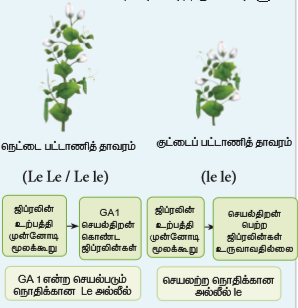 நெட்டை பட்டாணித் தாவரம்
குட்டைப் பட்டாணித் தாவரம்
(Le Le / Le le)
(le le)
ஜிப்ரலின்
உற்பத்தி
முன்னோடி
மூலக்கூறு
GA1
செயல்திறன்
கொண்ட
ஜிப்ரலின்கள்
ஜிப்ரலின்
உற்பத்தி
முன்னோடி
மூலக்கூறு
செயல்திறன்
பெற்ற
ஜிப்ரலின்கள்
உருவாவதில்லை
GA 1 என்ற செயல்படும்
நொதிக்கான Le அல்லீல்
செயலற்ற நொதிக்கான
அல்லீல் le